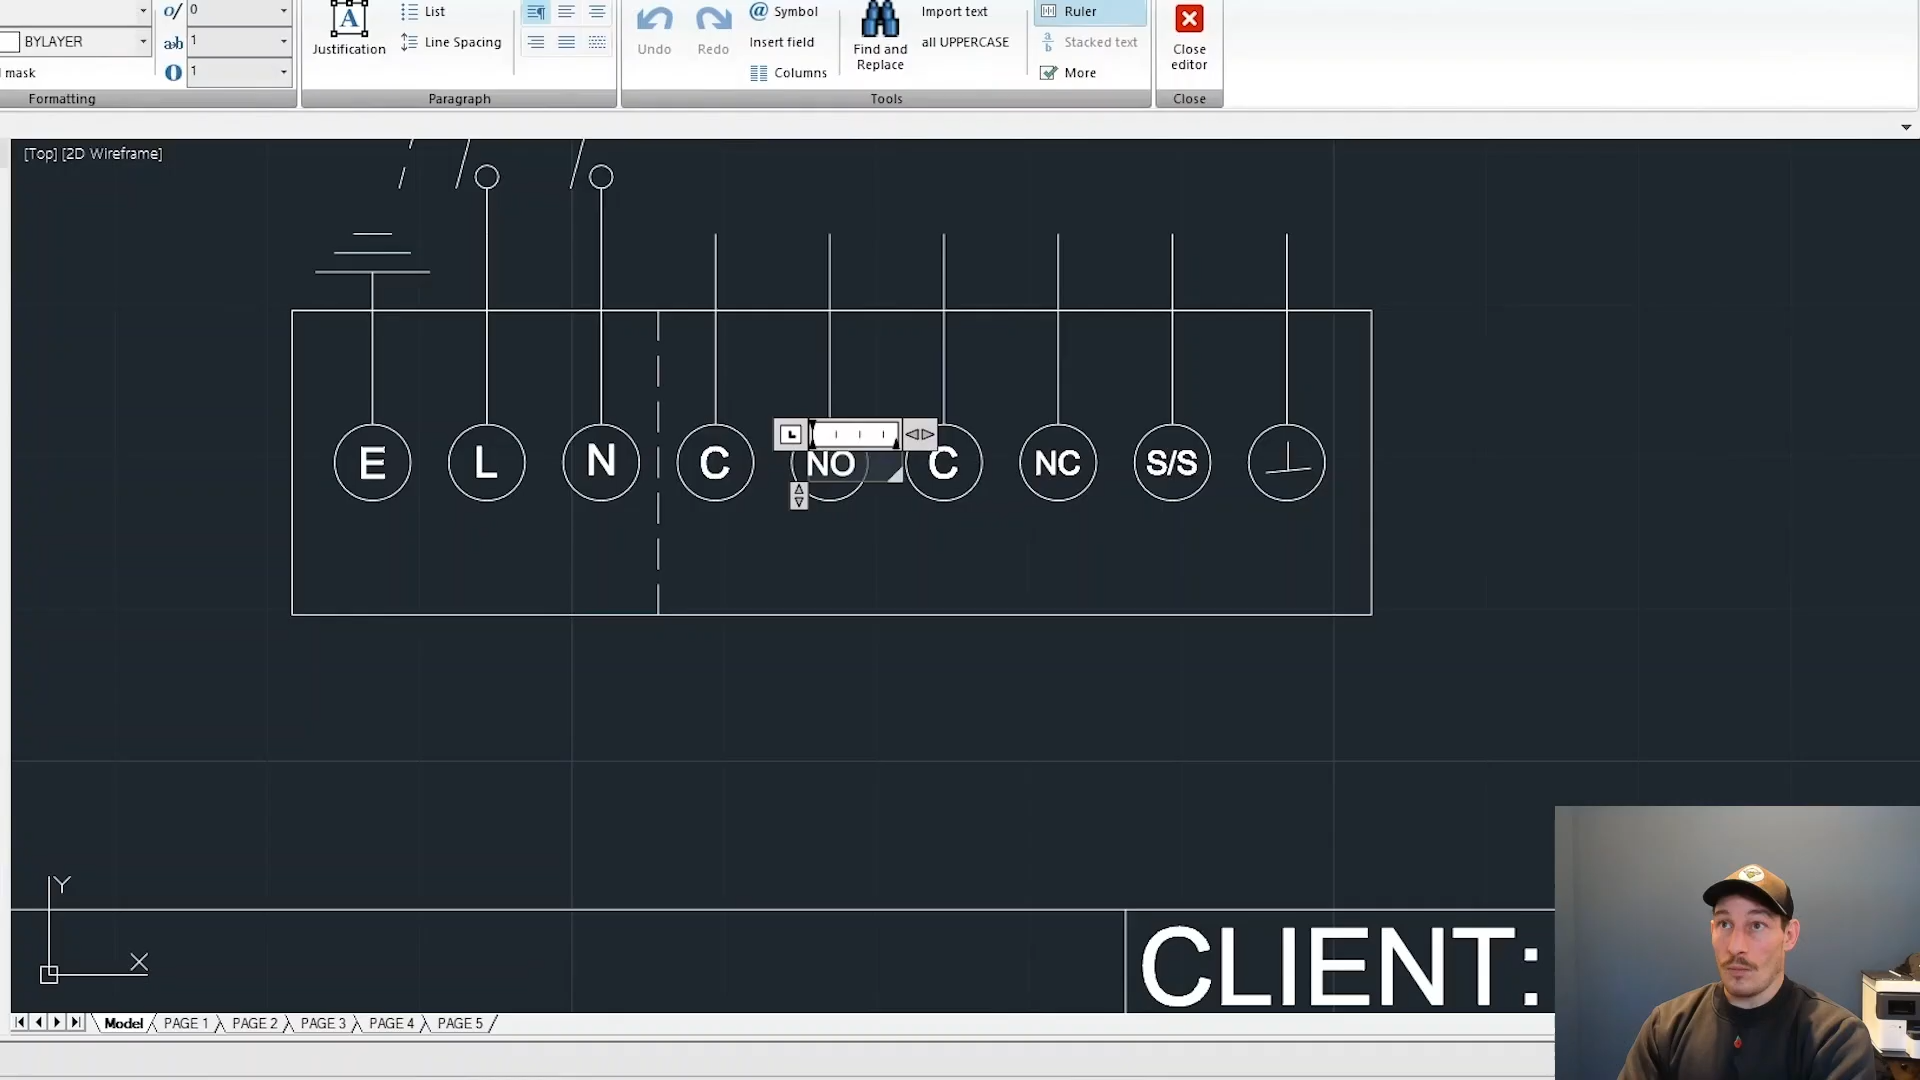 0
List
Symbol
Import text
Ruler
BYLAYER
1
Justification
Line Spacing
Undo
Redo
Insert field
Find and
Replace
all UPPERCASE
Stacked text
Close
editor
mask
1
Columns
More
Formatting
Paragraph
Tools
Close
[Top] [2D Wireframe]
E L N C NO C NC S/S
Y
X
CLIENT:
Model PAGE 1 PAGE 2 PAGE 3 PAGE 4 PAGE 5